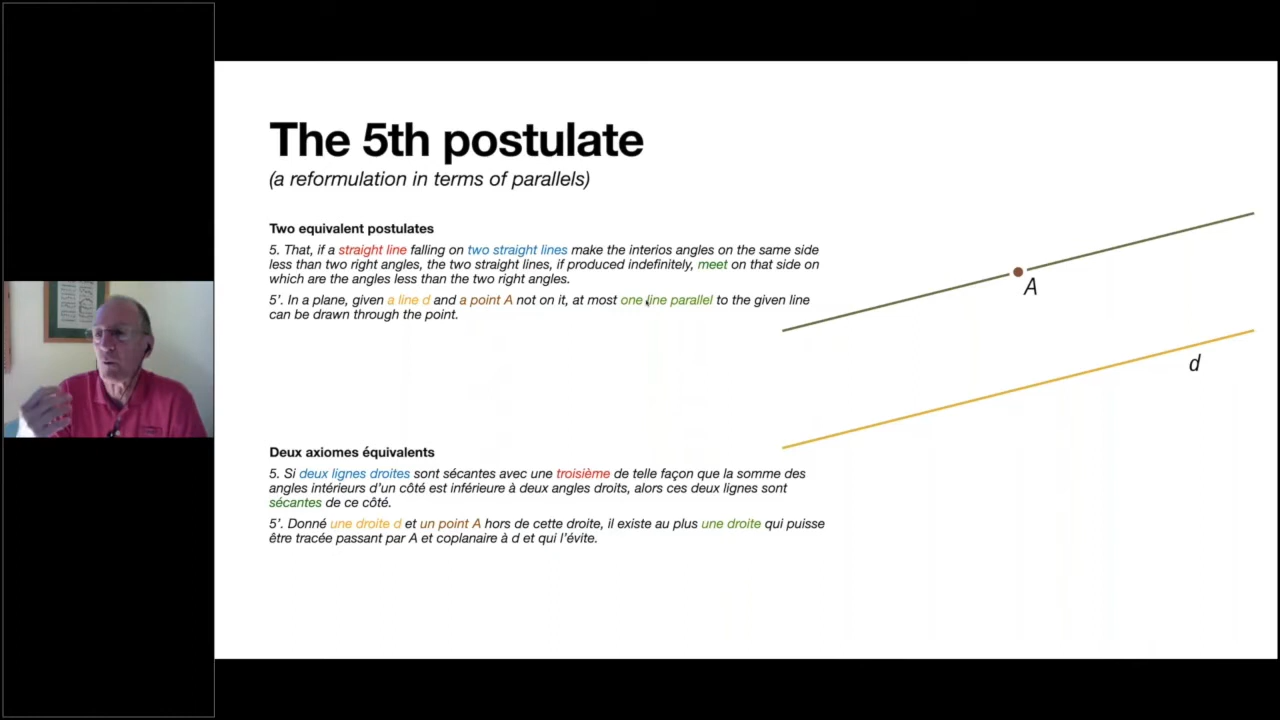 The 5th postulate
(a reformulation in terms of parallels)
Two equivalent postulates
5. That, if a straight line falling on two straight lines make the interios angles on the same side
less than two right angles, the two straight lines, if produced indefinitely, meet on that side on
which are the angles less than the two right angles.
5'. In a plane, given a line d and a point A not on it, at most one line parallel to the given line
can be drawn through the point.
A
d
Deux axiomes équivalents
5. Si deux lignes droites sont sécantes avec une troisième de telle façon que la somme des
angles intérieurs d'un côté est inférieure à deux angles droits, alors ces deux lignes sont
sécantes de ce côté.
5'. Donné une droite d et un point A hors de cette droite, il existe au plus une droite qui puisse
être tracée passant par A et coplanaire à d et qui l'évite.